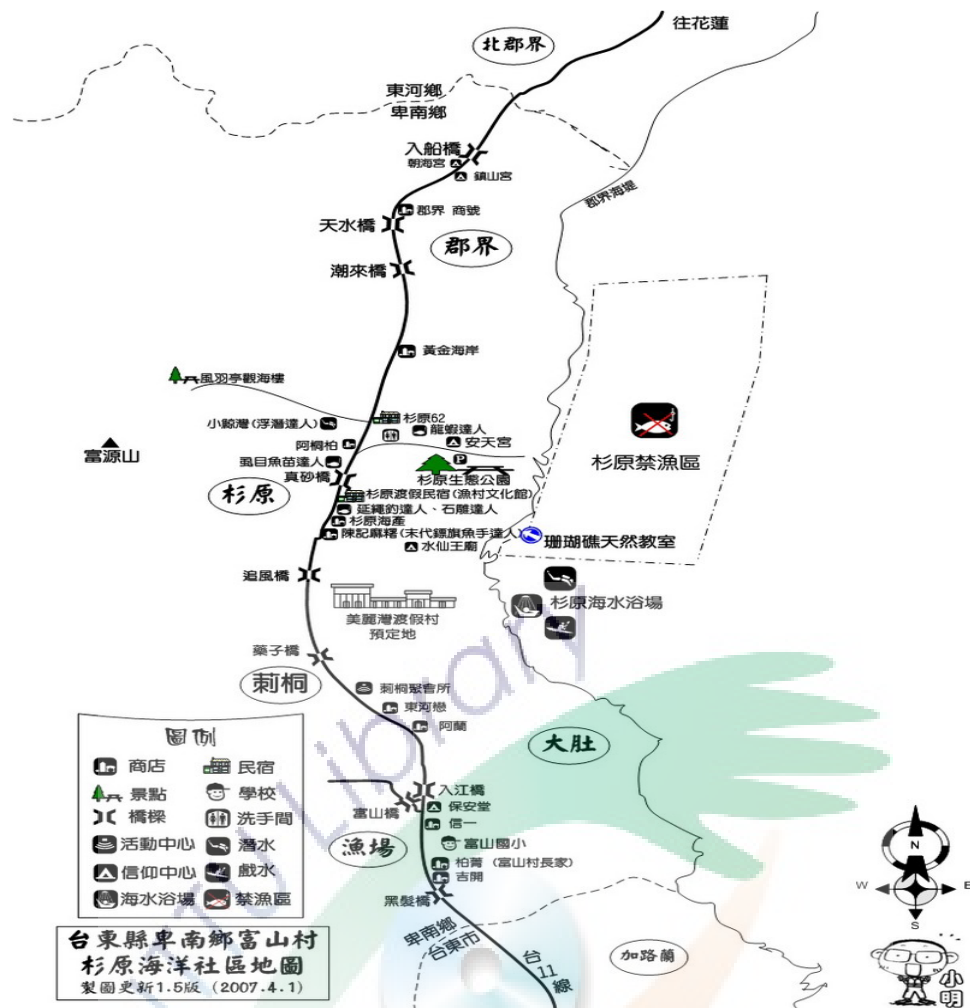 往花蓮
北郡界
東河鄉
卑南鄉
入船橋
朝海宮
鎮山宮
郡界海堤
郡界 商號
天水橋
郡界
潮來橋
黃金海岸
風羽亭觀海樓
杉原62
小鯨灣(浮潛達人)
龍蝦達人
阿桐柏
安天宮
富源山
虱目魚苗達人
P
杉原禁漁區
真砂橋
杉原生態公園
杉原
杉原渡假民宿(漁村文化館)
延繩釣達人、石雕達人
杉原海產
陳記麻糬(末代鏢旗魚手達人)
水仙王廟
珊瑚礁天然教室
追風橋
杉原海水浴場
美麗灣渡假村
預定地
藥子橋
莿桐
莿桐聚會所
東河戀
阿蘭
大肚
圖例
商店
民宿
景點
學校
橋樑
洗手間
活動中心
潛水
信仰中心
戲水
海水浴場
禁漁區
入江橋
富山橋
保安堂
信一
漁場
富山國小
柏菁 (富山村長家)
吉開
黑髮橋
卑南鄉
台東市
台11線
加路蘭
N
W
E
S
小明
台東縣卑南鄉富山村
杉原海洋社區地圖
製圖更新1.5版 (2007.4.1)
u Library